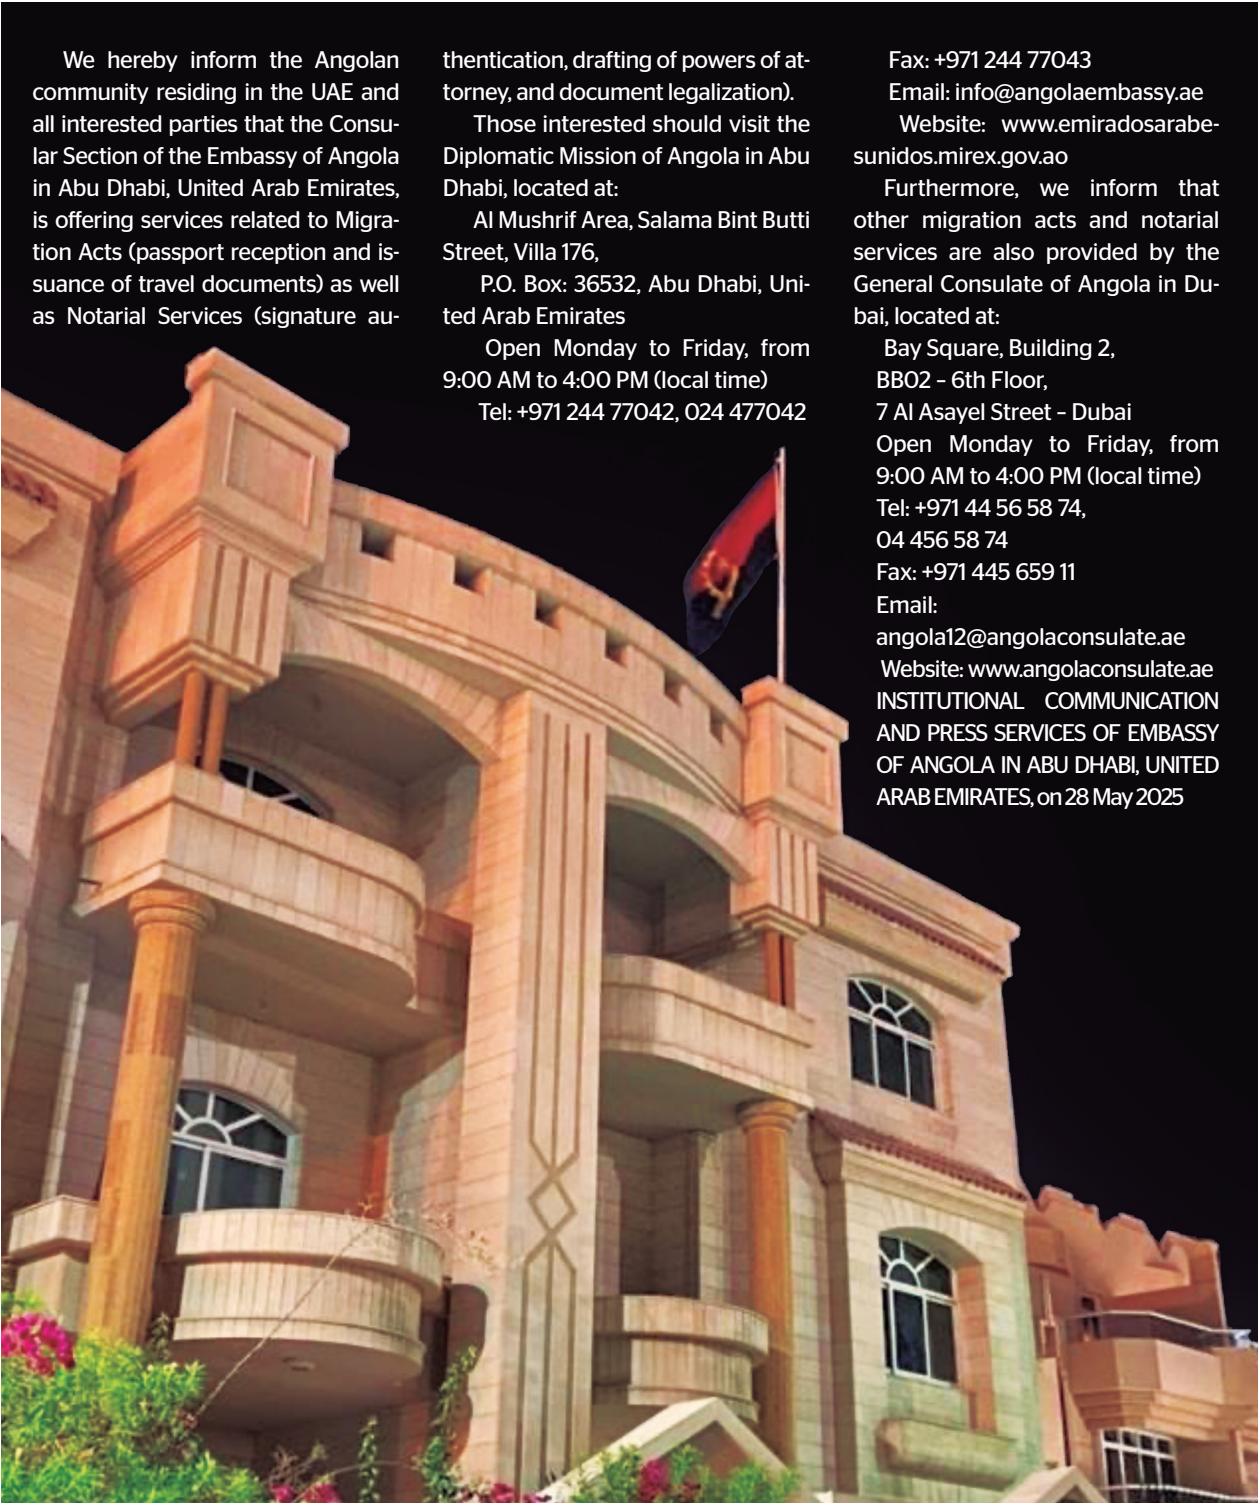 We hereby inform the Angolan
community residing in the UAE and
all interested parties that the Consu-
lar Section of the Embassy of Angola
in Abu Dhabi, United Arab Emirates,
is offering services related to Migra-
tion Acts (passport reception and is-
suance of travel documents) as well
as Notarial Services (signature au-
thentication, drafting of powers of at-
torney, and document legalization).
Those interested should visit the
Diplomatic Mission of Angola in Abu
Dhabi, located at:
Al Mushrif Area, Salama Bint Butti
Street, Villa 176,
P.O. Box: 36532, Abu Dhabi, Uni-
ted Arab Emirates
Open Monday to Friday, from
9:00 AM to 4:00 PM (local time)
Tel: +971 244 77042, 024 477042
Fax: +971 244 77043
Email: info@angolaembassy.ae
Website: www.emiradosarabe-
sunidos.mirex.gov.ao
Furthermore, we inform that
other migration acts and notarial
services are also provided by the
General Consulate of Angola in Du-
bai, located at:
Bay Square, Building 2,
BB02 – 6th Floor,
7 Al Asayel Street – Dubai
Open Monday to Friday, from
9:00 AM to 4:00 PM (local time)
Tel: +971 44 56 58 74,
04 456 58 74
Fax: +971 445 659 11
Email:
angola12@angolaconsulate.ae
Website: www.angolaconsulate.ae
INSTITUTIONAL COMMUNICATION
AND PRESS SERVICES OF EMBASSY
OF ANGOLA IN ABU DHABI, UNITED
ARAB EMIRATES, on 28 May 2025